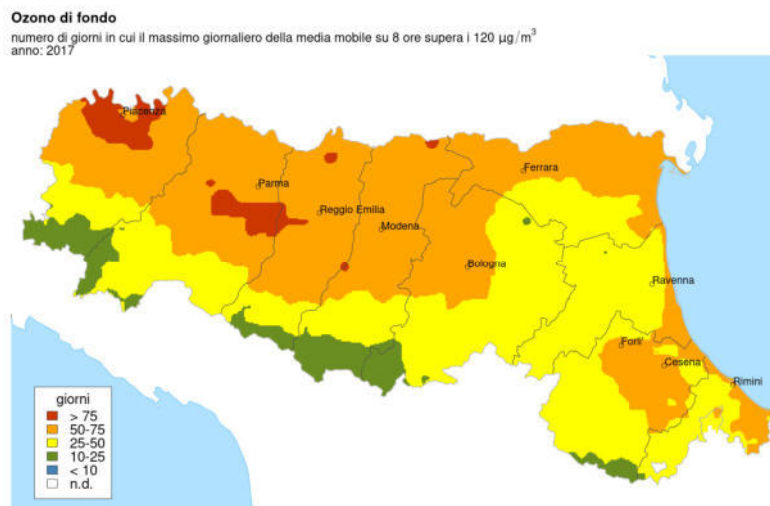 Ozono di fondo
numero di giorni in cui il massimo giornaliero della media mobile su 8 ore supera i 120 µg/m³
anno: 2017
Piacenza
Ferrara
Parma
Reggio Emilia
Modena
Bologna
Ravenna
Forli'
Cesena
Rimini
giorni
> 75
50-75
25-50
10-25
< 10
n.d.